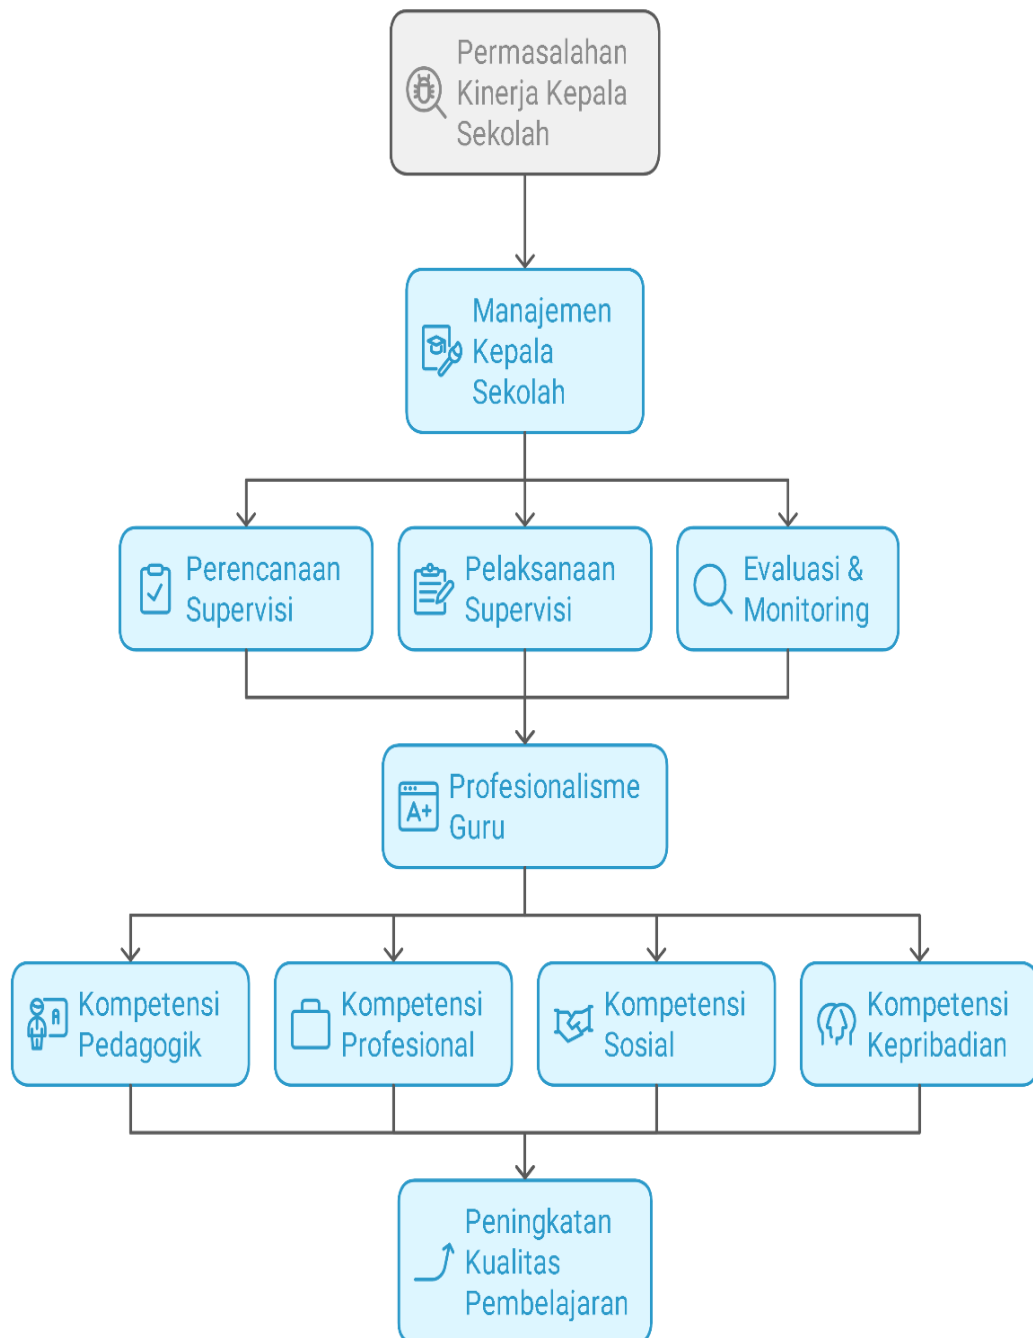 Permasalahan
Kinerja Kepala
Sekolah
Manajemen
Kepala
Sekolah
Perencanaan
Supervisi
Pelaksanaan
Supervisi
Evaluasi &
Monitoring
A+
Profesionalisme
Guru
A
Kompetensi
Pedagogik
Kompetensi
Profesional
Kompetensi
Sosial
Kompetensi
Kepribadian
Peningkatan
Kualitas
Pembelajaran